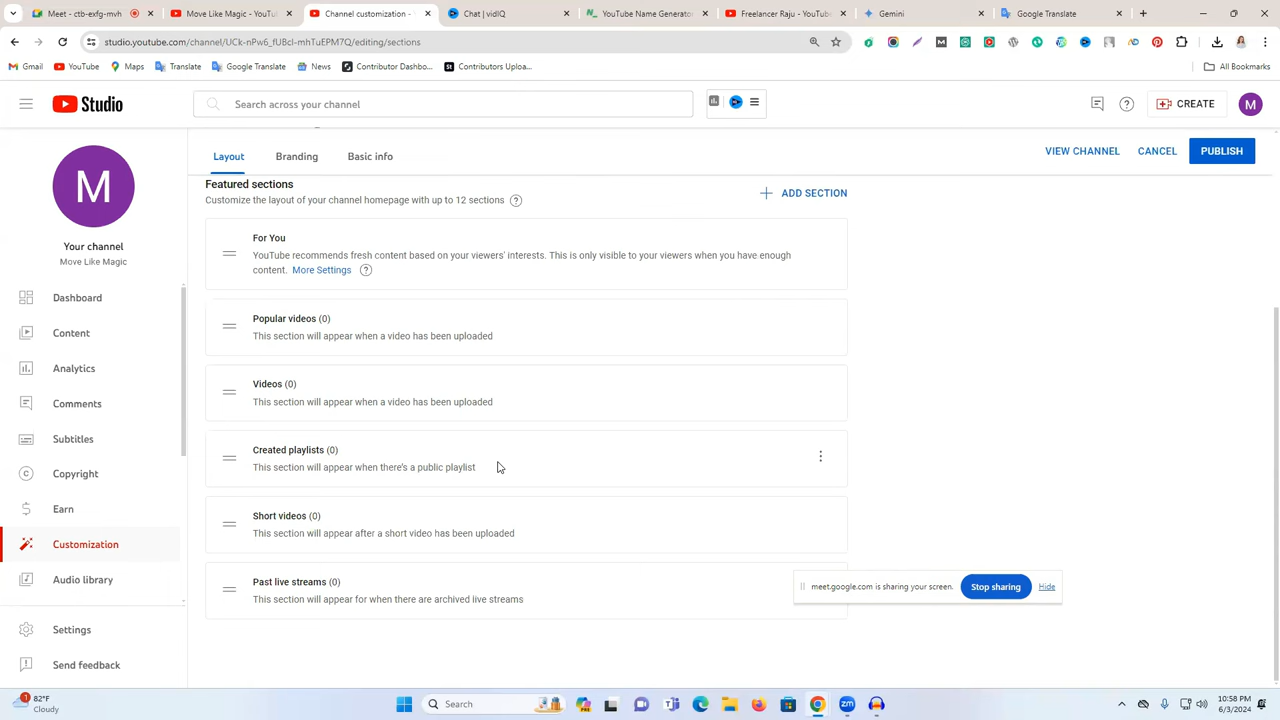 Meet - ctb-exfg-mhx
Move Like Magic - YouTube
Channel customization -
Chat | vidIQ
YouTube Name Generator
Freelancer Raju - YouTube
Gemini
Google Translate
studio.youtube.com/channel/UCk-nPw6_fUBcl-mhTuEPM7Q/editing/sections
Gmail
YouTube
Maps
Translate
Google Translate
News
Contributor Dashbo...
Contributors Uploa...
All Bookmarks
Studio
Search across your channel
CREATE
M
M
Your channel
Move Like Magic
Dashboard
Content
Analytics
Comments
Subtitles
Copyright
Earn
Customization
Audio library
Settings
Send feedback
Layout
Branding
Basic info
VIEW CHANNEL
CANCEL
PUBLISH
Featured sections
Customize the layout of your channel homepage with up to 12 sections
ADD SECTION
For You
YouTube recommends fresh content based on your viewers' interests. This is only visible to your viewers when you have enough
content. More Settings
Popular videos (0)
This section will appear when a video has been uploaded
Videos (0)
This section will appear when a video has been uploaded
Created playlists (0)
This section will appear when there's a public playlist
Short videos (0)
This section will appear after a short video has been uploaded
Past live streams (0)
This section will appear for when there are archived live streams
meet.google.com is sharing your screen.
Stop sharing
Hide
1
82°F
Cloudy
Search
zm
10:58 PM
6/3/2024